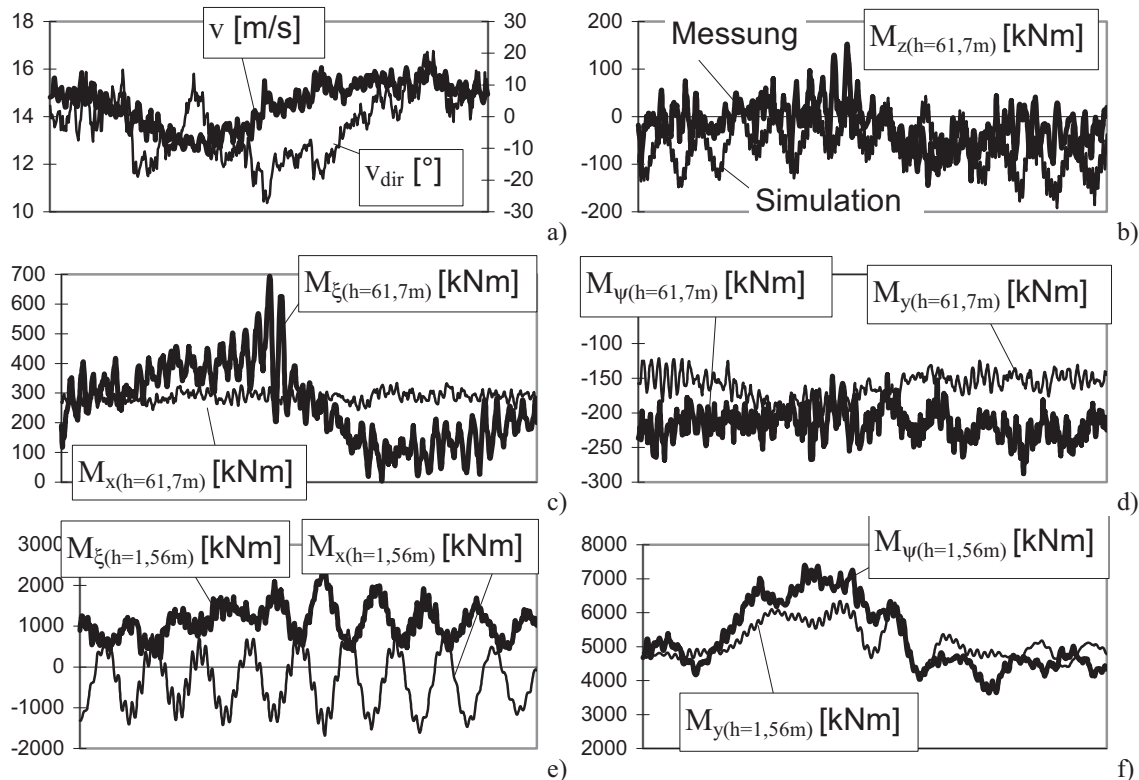 18
16
14
12
10
30
20
10
0
-10
-20
-30
v [m/s]
v_dir [°]
a)
200
100
0
-100
-200
Messung
M_z(h=61,7m) [kNm]
Simulation
b)
700
600
500
400
300
200
100
0
M_ξ(h=61,7m) [kNm]
M_x(h=61,7m) [kNm]
c)
M_ψ(h=61,7m) [kNm]
M_y(h=61,7m) [kNm]
-100
-150
-200
-250
-300
d)
3000
2000
1000
0
-1000
-2000
M_ξ(h=1,56m) [kNm]
M_x(h=1,56m) [kNm]
e)
8000
7000
6000
5000
4000
3000
2000
M_ψ(h=1,56m) [kNm]
M_y(h=1,56m) [kNm]
f)